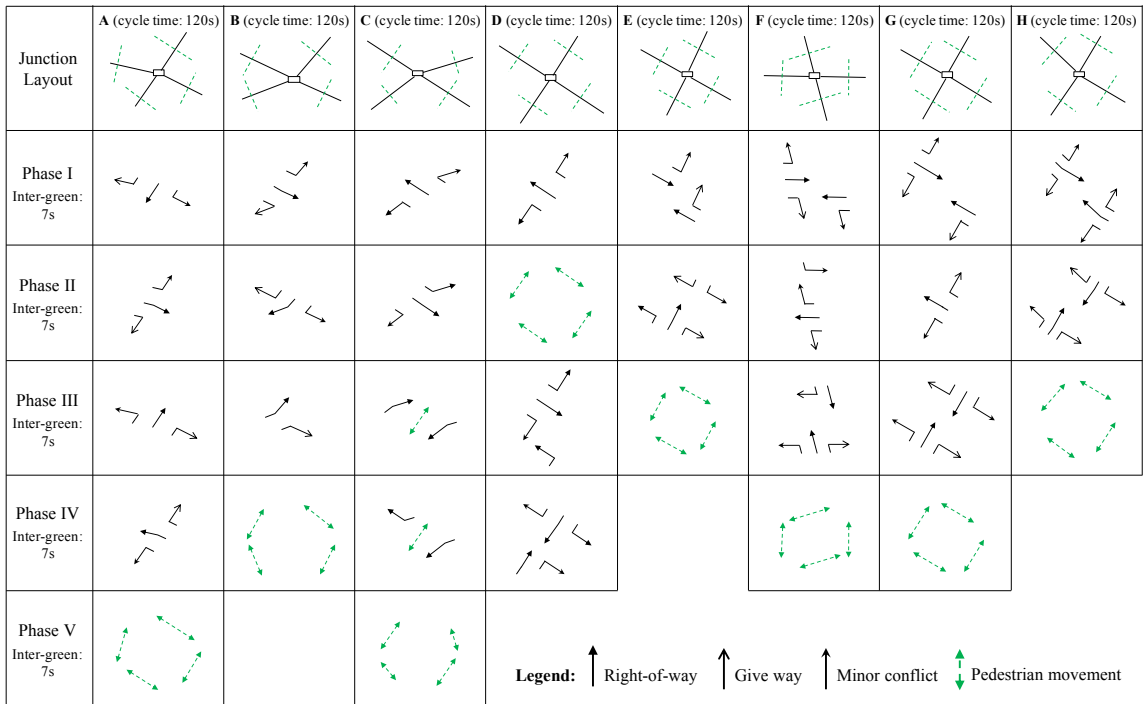 A (cycle time: 120s) B (cycle time: 120s) C (cycle time: 120s) D (cycle time: 120s) E (cycle time: 120s) F (cycle time: 120s) G (cycle time: 120s) H (cycle time: 120s)
Junction
Layout
Phase I
Inter-green:
7s
Phase II
Inter-green:
7s
Phase III
Inter-green:
7s
Phase IV
Inter-green:
7s
Phase V
Inter-green:
7s
Legend: Right-of-way Give way Minor conflict Pedestrian movement